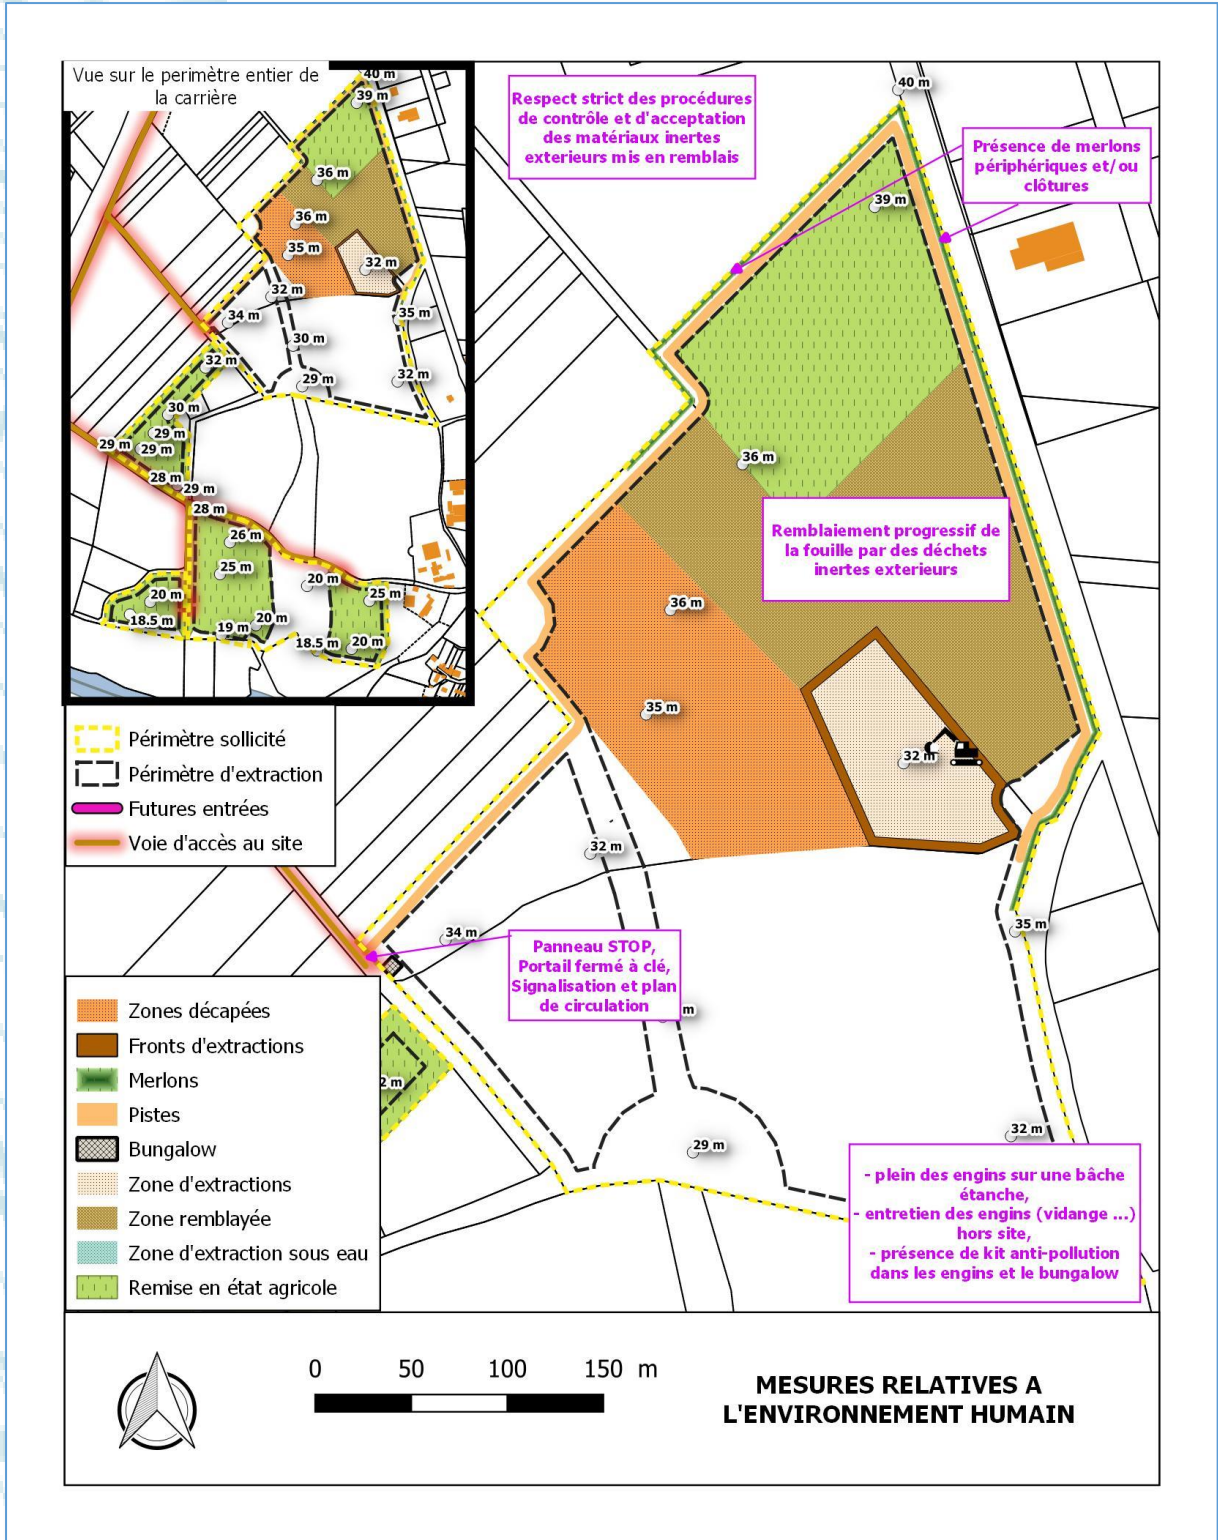 Vue sur le perimètre entier de
la carrière
40 m
39 m
36 m
36 m
35 m
32 m
32 m
34 m
35 m
30 m
32 m
29 m
32 m
30 m
29 m
29 m
29 m
28 m
29 m
28 m
26 m
25 m
20 m
25 m
20 m
18.5 m
19 m
20 m
18.5 m
20 m
Respect strict des procédures
de contrôle et d'acceptation
des matériaux inertes
exterieurs mis en remblais
40 m
Présence de merlons
périphériques et/ou
clôtures
39 m
36 m
Remblaiement progressif de
la fouille par des déchets
inertes exterieurs
36 m
35 m
32 m
32 m
34 m
35 m
Panneau STOP,
Portail fermé à clé,
Signalisation et plan
de circulation
m
2 m
29 m
32 m
- plein des engins sur une bâche
étanche,
- entretien des engins (vidange ...)
hors site,
- présence de kit anti-pollution
dans les engins et le bungalow
Périmètre sollicité
Périmètre d'extraction
Futures entrées
Voie d'accès au site
Zones décapées
Fronts d'extractions
Merlons
Pistes
Bungalow
Zone d'extractions
Zone remblayée
Zone d'extraction sous eau
Remise en état agricole
0 50 100 150 m
MESURES RELATIVES A
L'ENVIRONNEMENT HUMAIN